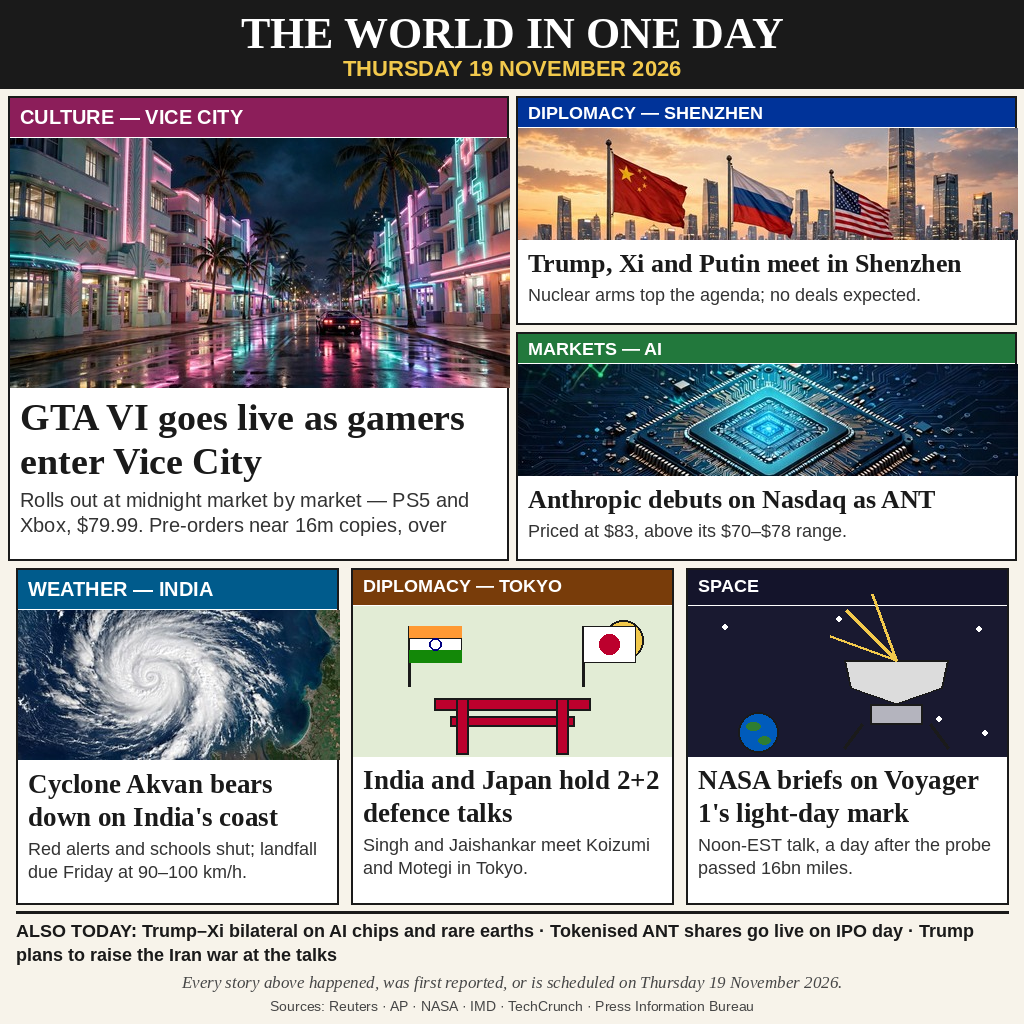 THE WORLD IN ONE DAY
THURSDAY 19 NOVEMBER 2026
CULTURE — VICE CITY
GTA VI goes live as gamers
enter Vice City
Rolls out at midnight market by market — PS5 and
Xbox, $79.99. Pre-orders near 16m copies, over
DIPLOMACY — SHENZHEN
Trump, Xi and Putin meet in Shenzhen
Nuclear arms top the agenda; no deals expected.
MARKETS — AI
Anthropic debuts on Nasdaq as ANT
Priced at $83, above its $70–$78 range.
WEATHER — INDIA
Cyclone Akvan bears
down on India's coast
Red alerts and schools shut; landfall
due Friday at 90–100 km/h.
DIPLOMACY — TOKYO
India and Japan hold 2+2
defence talks
Singh and Jaishankar meet Koizumi
and Motegi in Tokyo.
SPACE
NASA briefs on Voyager
1's light-day mark
Noon-EST talk, a day after the probe
passed 16bn miles.
ALSO TODAY: Trump–Xi bilateral on AI chips and rare earths · Tokenised ANT shares go live on IPO day · Trump
plans to raise the Iran war at the talks
Every story above happened, was first reported, or is scheduled on Thursday 19 November 2026.
Sources: Reuters · AP · NASA · IMD · TechCrunch · Press Information Bureau